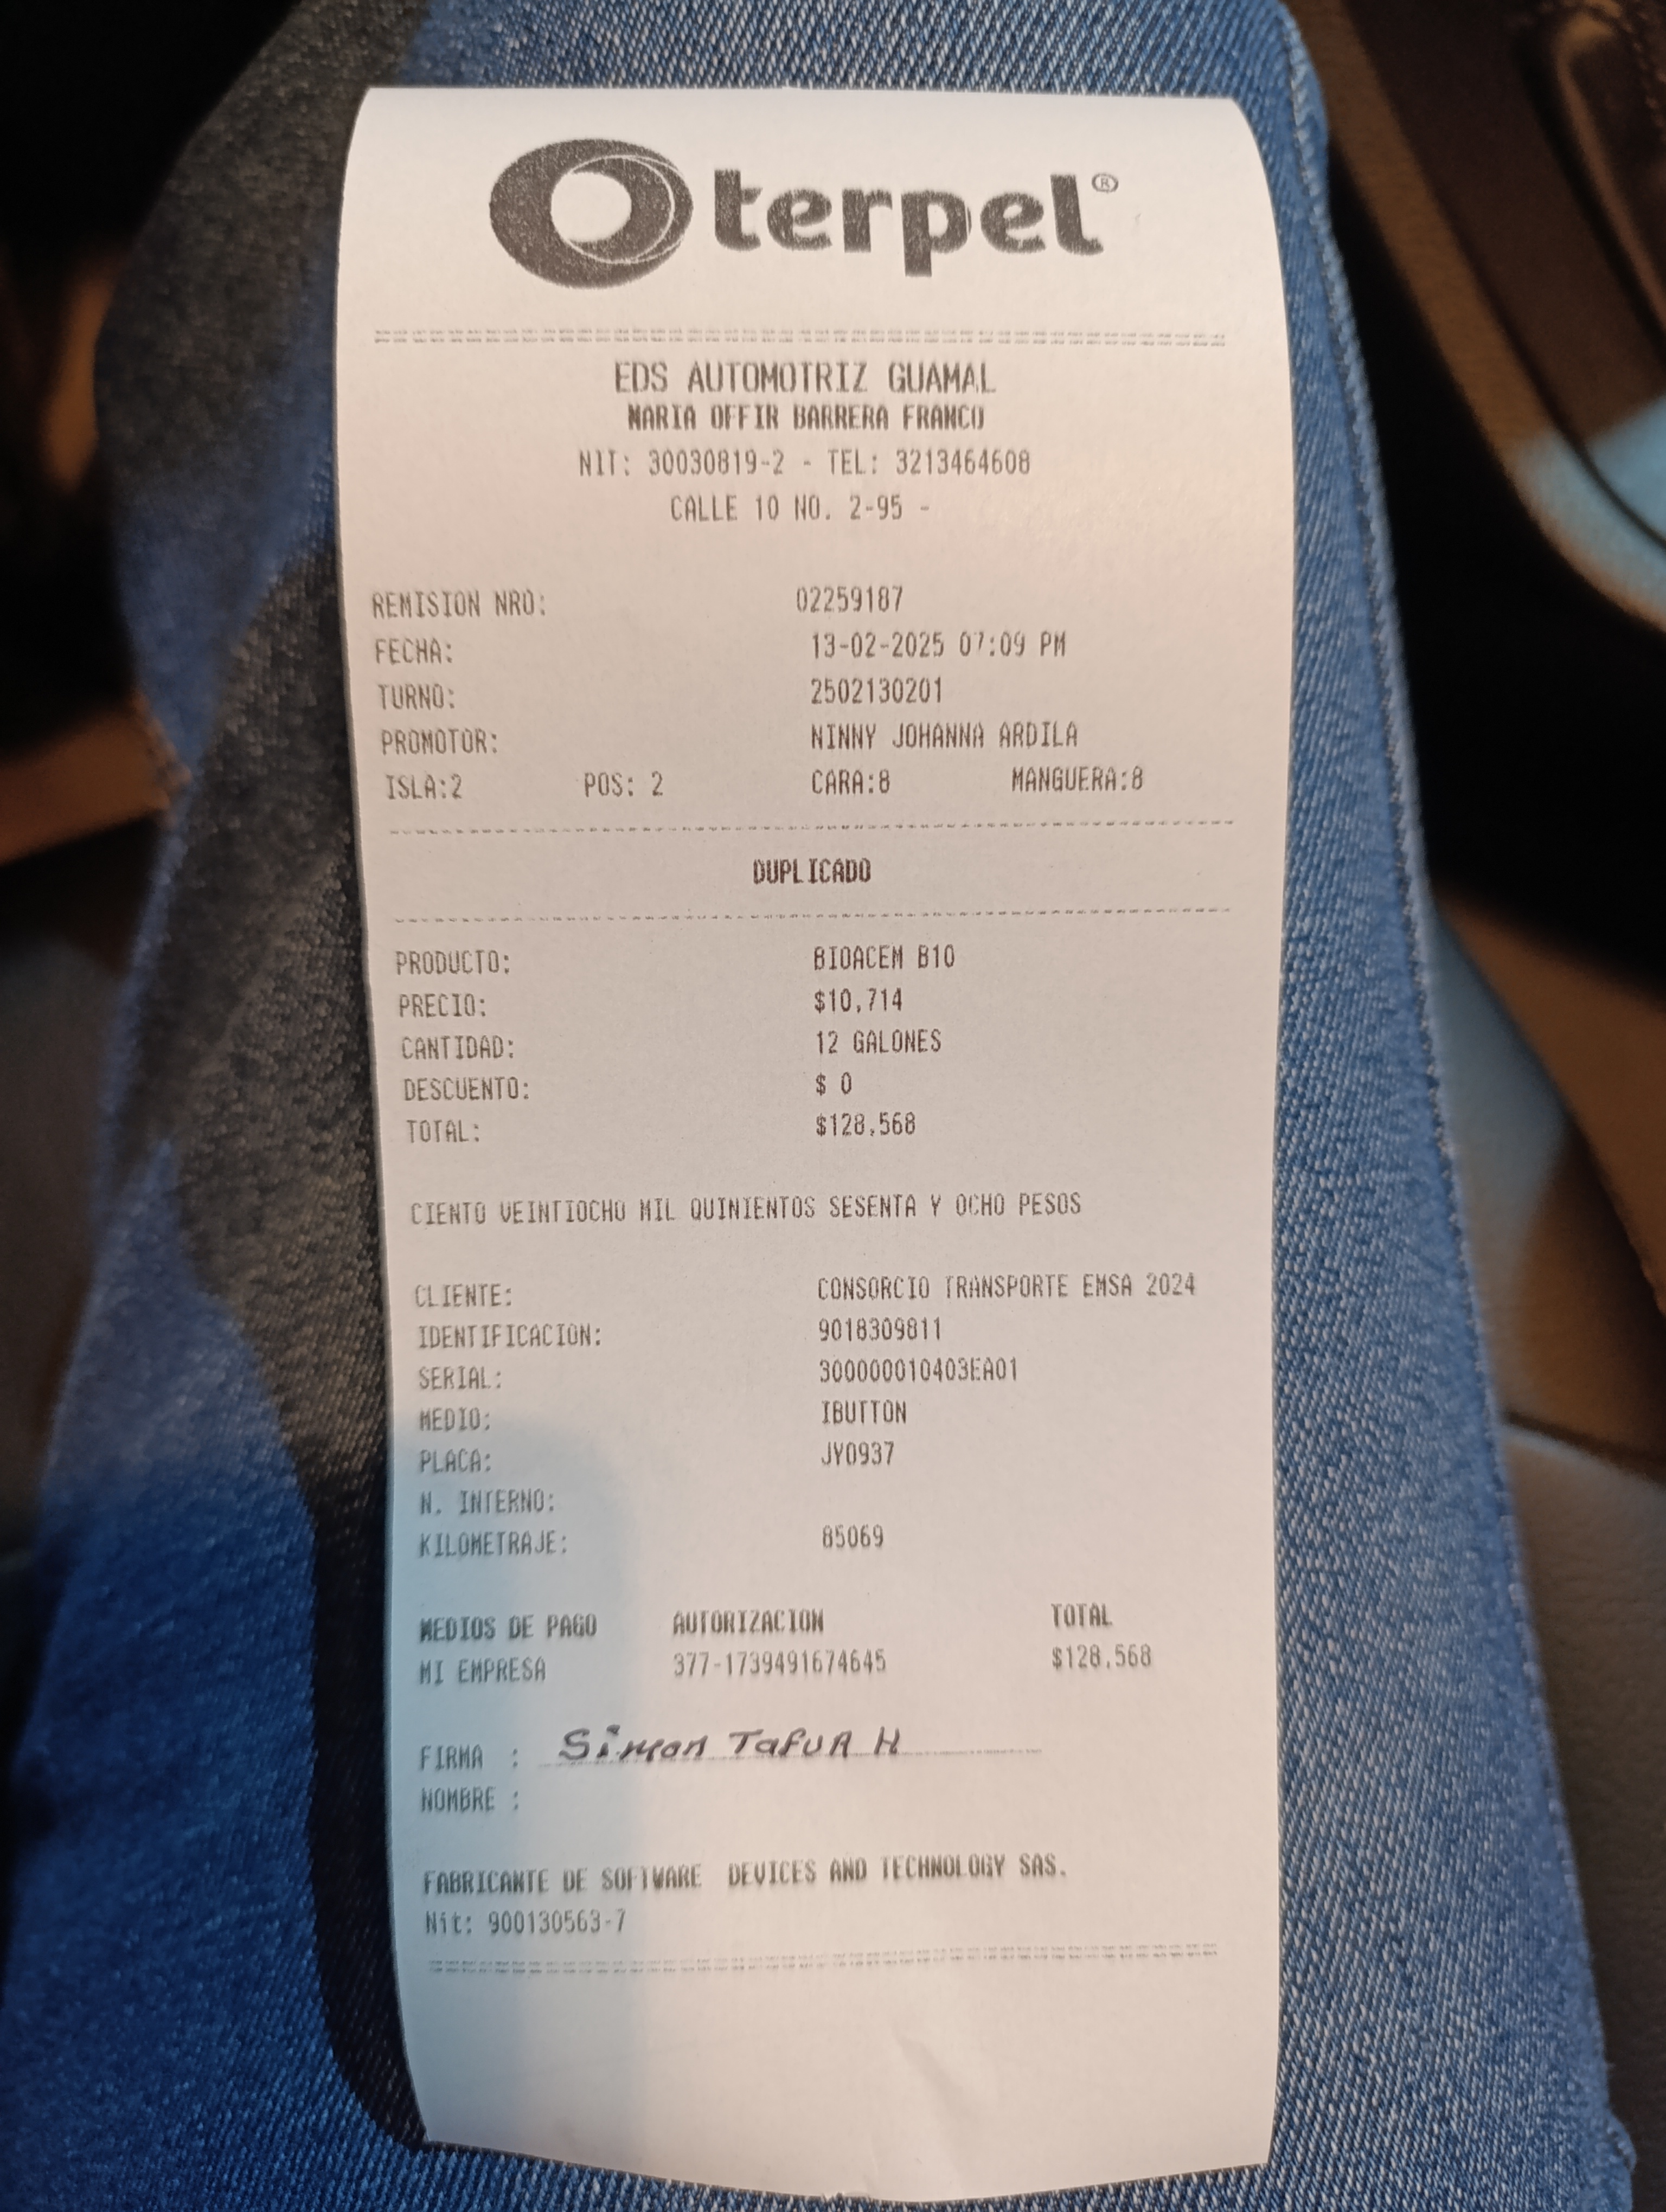 terpel®
EDS AUTOMOTRIZ GUAMAL
MARIA OFFIR BARRERA FRANCO
NIT: 30030819-2 - TEL: 3213464608
CALLE 10 NO. 2-95 -
REMISION NRO: 02259187
FECHA: 13-02-2025 07:09 PM
TURNO: 2502130201
PROMOTOR: NINNY JOHANNA ARDILA
ISLA:2 POS: 2 CARA:8 MANGUERA:8
DUPLICADO
PRODUCTO: BIOACEM B10
PRECIO: $10,714
CANTIDAD: 12 GALONES
DESCUENTO: $ 0
TOTAL: $128,568
CIENTO VEINTIOCHO MIL QUINIENTOS SESENTA Y OCHO PESOS
CLIENTE: CONSORCIO TRANSPORTE EMSA 2024
IDENTIFICACION: 9018309811
SERIAL: 300000010403EA01
MEDIO: IBUTTON
PLACA: JYO937
N. INTERNO:
KILOMETRAJE: 85069
MEDIOS DE PAGO AUTORIZACION TOTAL
MI EMPRESA 377-1739491674645 $128,568
FIRMA : Simon Tafur H
NOMBRE :
FABRICANTE DE SOFTWARE DEVICES AND TECHNOLOGY SAS.
Nit: 900130563-7